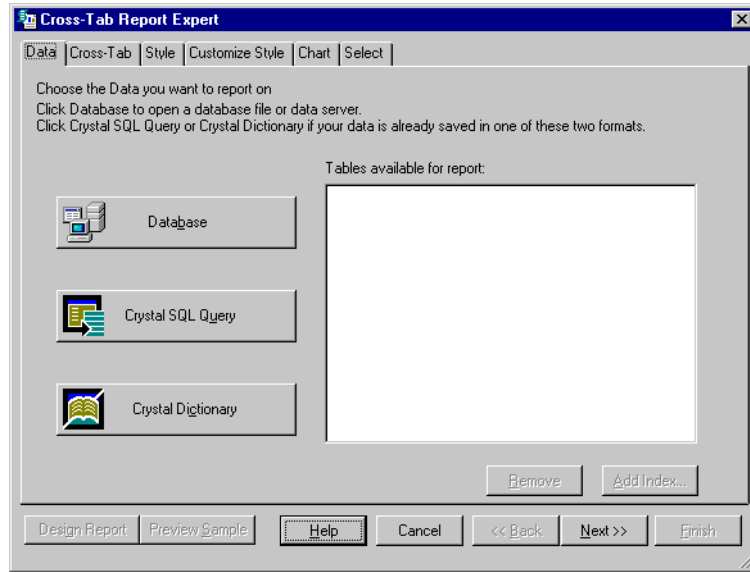 Cross-Tab Report Expert
Data Cross-Tab Style Customize Style Chart Select
Choose the Data you want to report on
Click Database to open a database file or data server.
Click Crystal SQL Query or Crystal Dictionary if your data is already saved in one of these two formats.
Tables available for report:
Database
Crystal SQL Query
Crystal Dictionary
Remove Add Index...
Design Report Preview Sample Help Cancel << Back Next >> Finish